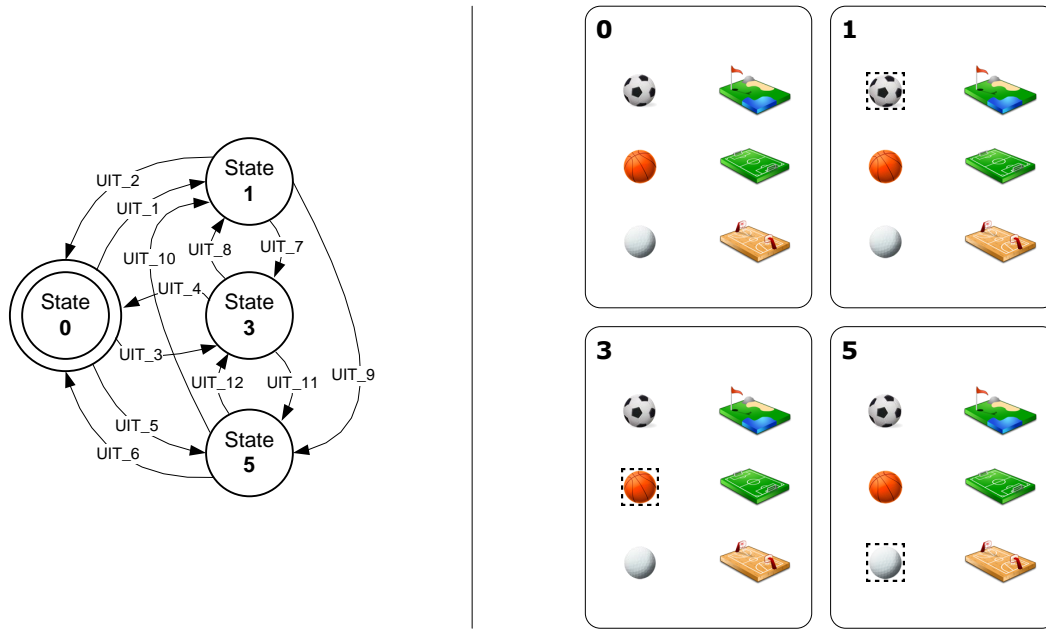 0
1
State
1
UIT_2
UIT_1
UIT_10
UIT_8
UIT_7
State
0
UIT_4
State
3
UIT_3
UIT_12
UIT_11
UIT_9
UIT_5
UIT_6
State
5
3
5